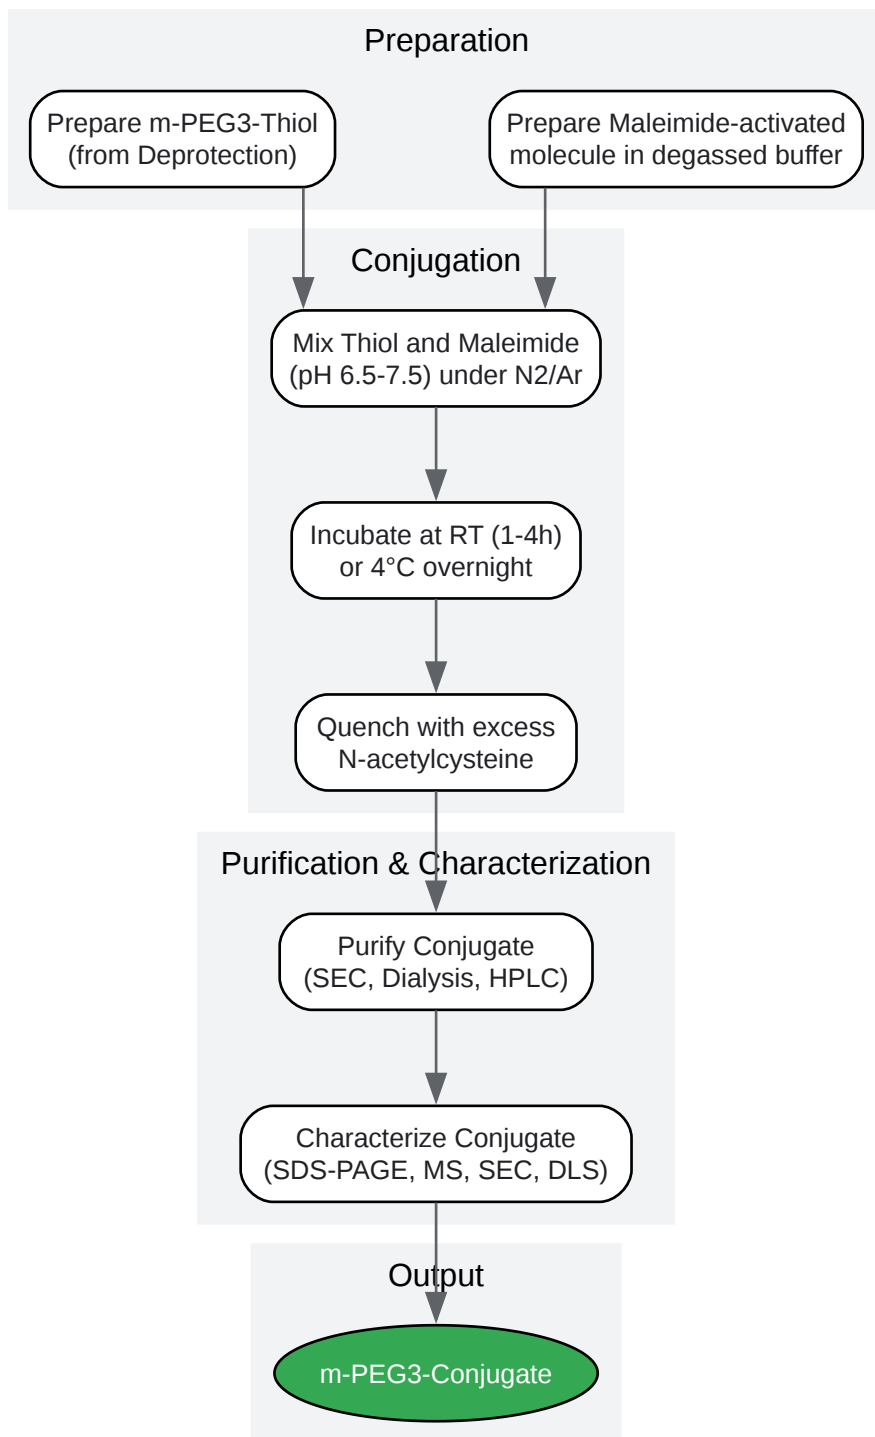 Preparation
Prepare m-PEG3-Thiol
(from Deprotection)
Prepare Maleimide-activated
molecule in degassed buffer
Conjugation
Mix Thiol and Maleimide
(pH 6.5-7.5) under N2/Ar
Incubate at RT (1-4h)
or 4°C overnight
Quench with excess
N-acetylcysteine
Purification & Characterization
Purify Conjugate
(SEC, Dialysis, HPLC)
Characterize Conjugate
(SDS-PAGE, MS, SEC, DLS)
Output
m-PEG3-Conjugate